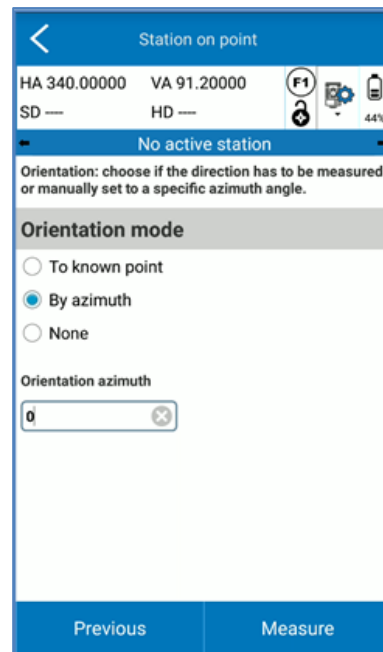 Station on point
HA 340.00000 VA 91.20000 F1
SD ---- HD ---- 44%
No active station
Orientation: choose if the direction has to be measured
or manually set to a specific azimuth angle.
Orientation mode
To known point
By azimuth
None
Orientation azimuth
0
Previous Measure